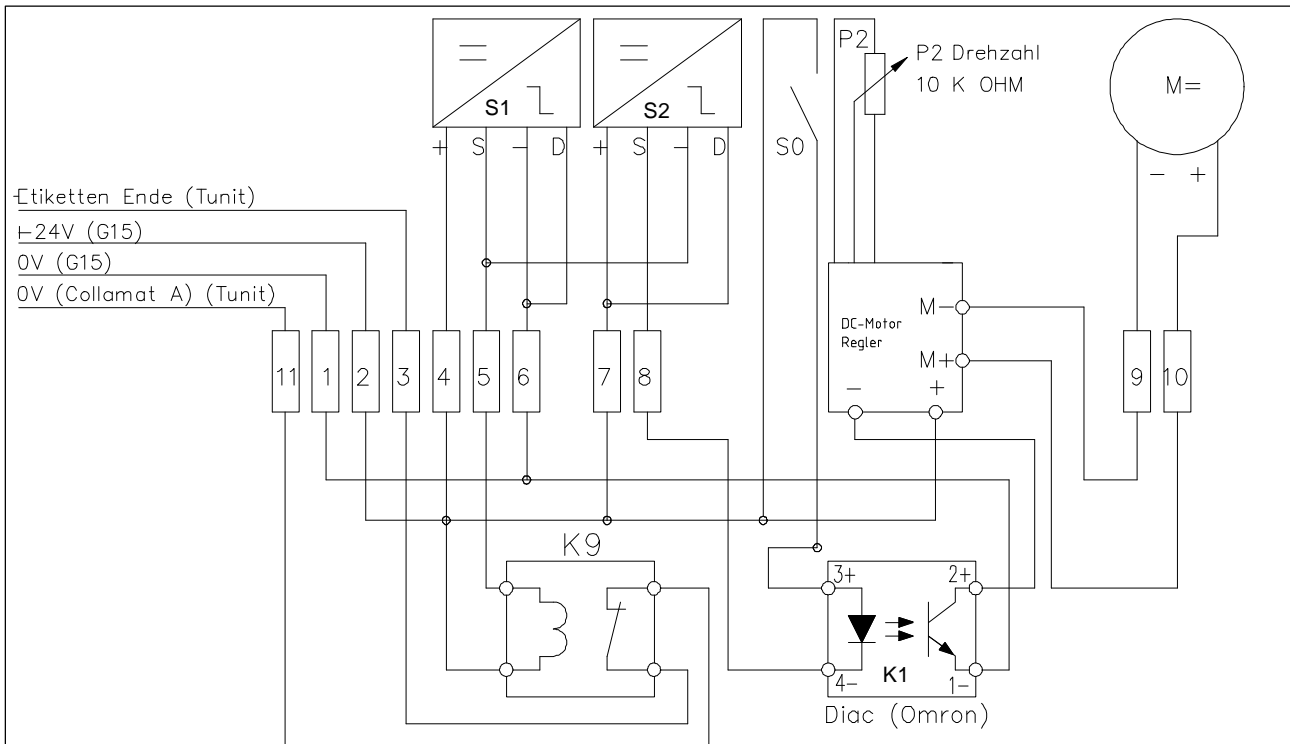 S1
S2
+ S - D
+ S - D
S0
P2
P2 Drehzahl
10 K OHM
M=
- +
Etiketten Ende (Tunit)
+24V (G15)
0V (G15)
0V (Collamat A) (Tunit)
-
M-
DC-Motor
Regler
M+
- +
11 1 2 3 4 5 6 7 8 9 10
K9
3+ 2+
K1
4- 1-
Diac (Omron)